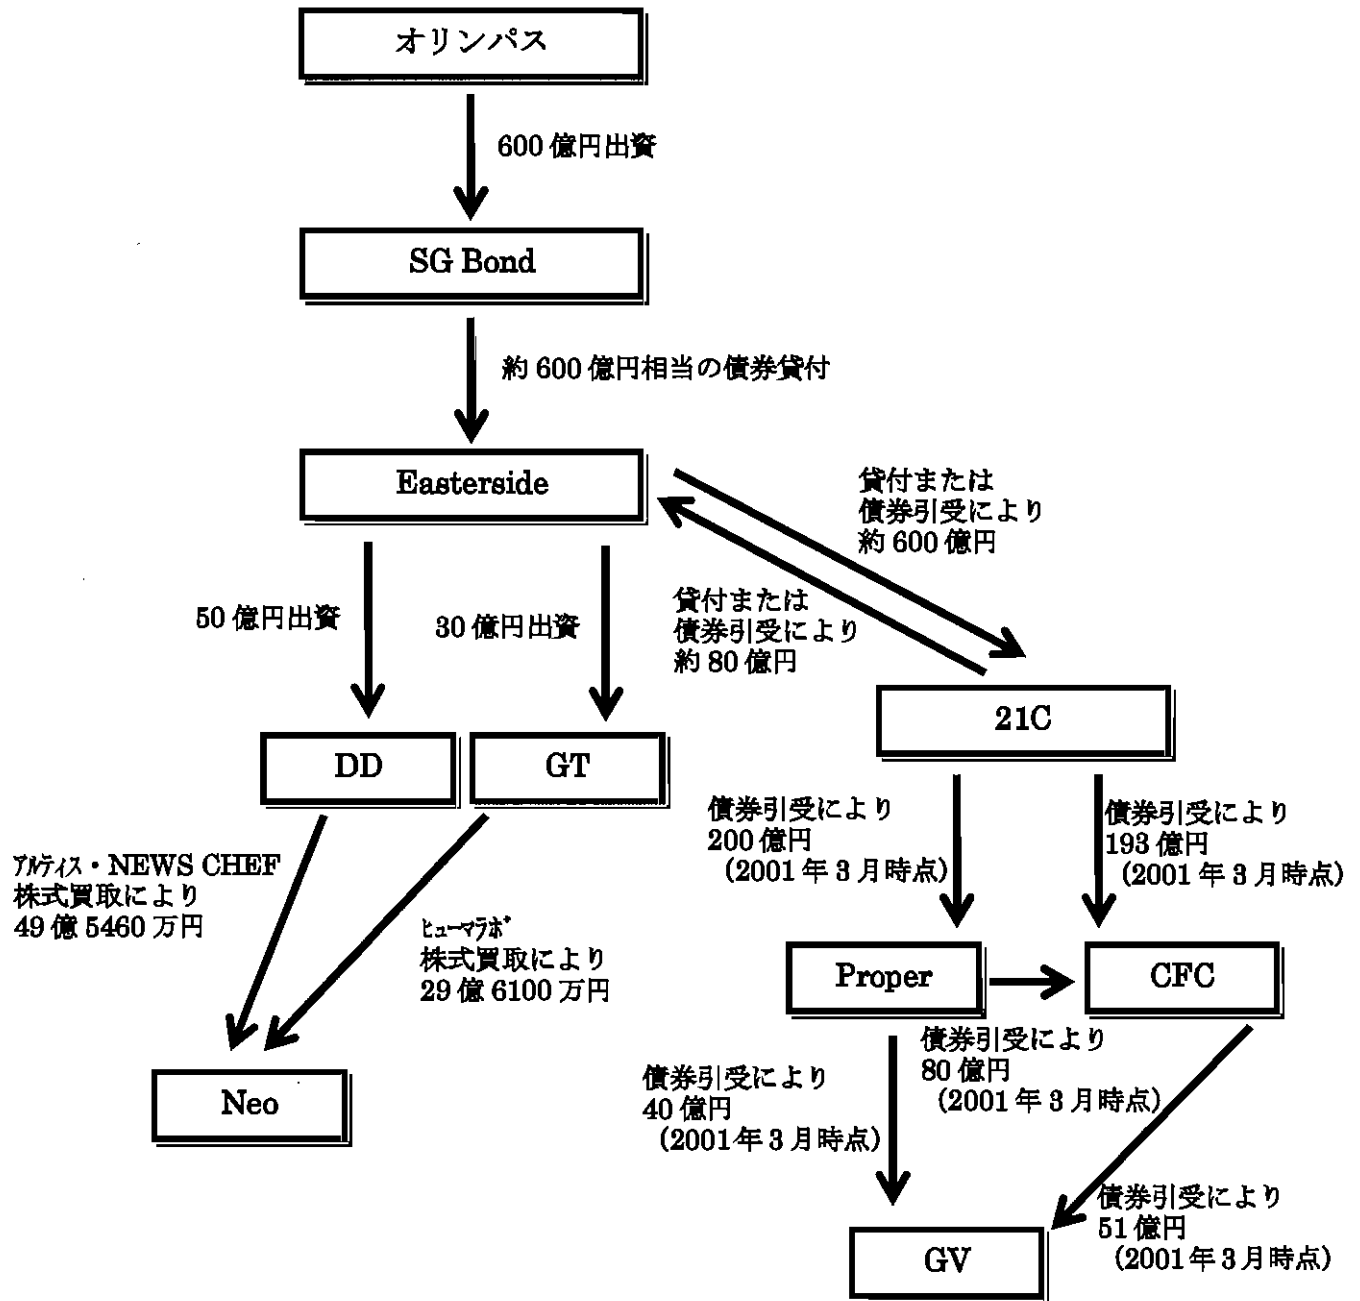 オリンパス
600 億円出資
SG Bond
約 600 億円相当の債券貸付
Easterside
貸付または
債券引受により
約 600 億円
貸付または
債券引受により
約 80 億円
50 億円出資
30 億円出資
21C
DD
GT
債券引受により
200 億円
(2001 年 3 月時点)
債券引受により
193 億円
(2001 年 3 月時点)
ｱﾙﾃｨｽ・NEWS CHEF
株式買取により
49 億 5460 万円
ﾋｭｰﾏﾗﾎﾞ
株式買取により
29 億 6100 万円
Proper
CFC
債券引受により
80 億円
(2001 年 3 月時点)
債券引受により
40 億円
(2001 年 3 月時点)
Neo
債券引受により
51 億円
(2001 年 3 月時点)
GV